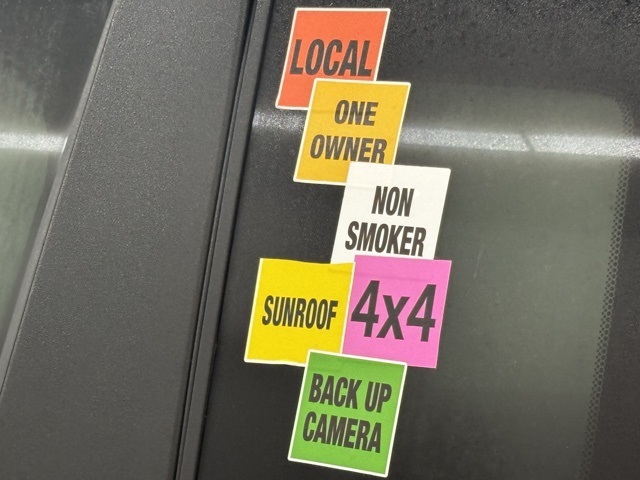 LOCAL
ONE
OWNER
NON
SMOKER
SUNROOF
4x4
BACK UP
CAMERA